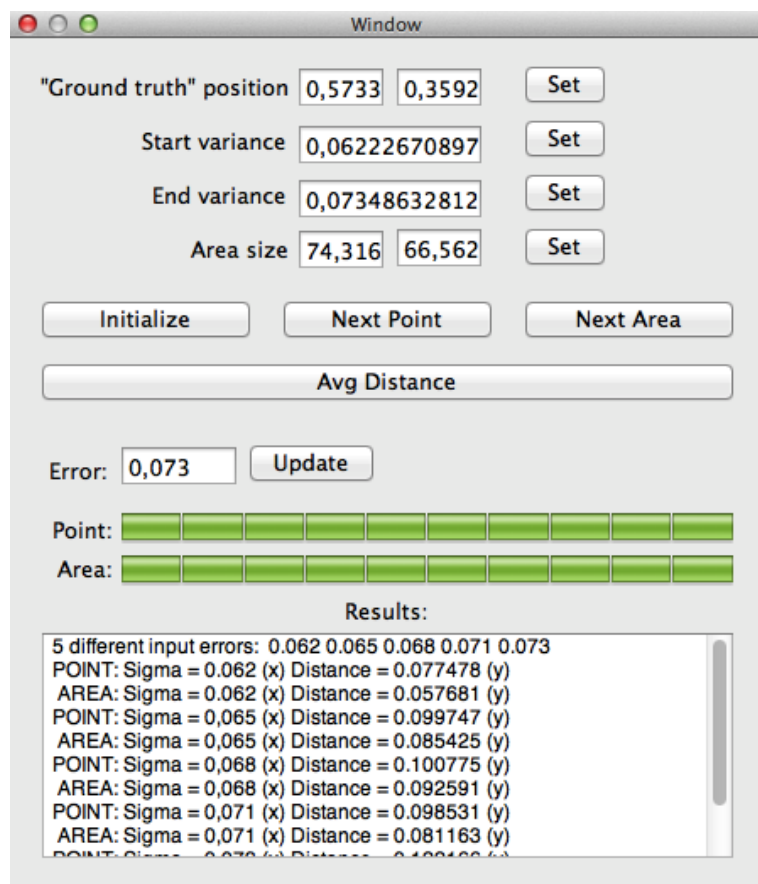 Window
"Ground truth" position 0,5733 0,3592 Set
Start variance 0,06222670897 Set
End variance 0,07348632812 Set
Area size 74,316 66,562 Set
Initialize Next Point Next Area
Avg Distance
Error: 0,073 Update
Point:
Area:
Results:
5 different input errors: 0.062 0.065 0.068 0.071 0.073
POINT: Sigma = 0.062 (x) Distance = 0.077478 (y)
AREA: Sigma = 0.062 (x) Distance = 0.057681 (y)
POINT: Sigma = 0,065 (x) Distance = 0.099747 (y)
AREA: Sigma = 0,065 (x) Distance = 0.085425 (y)
POINT: Sigma = 0,068 (x) Distance = 0.100775 (y)
AREA: Sigma = 0,068 (x) Distance = 0.092591 (y)
POINT: Sigma = 0,071 (x) Distance = 0.098531 (y)
AREA: Sigma = 0,071 (x) Distance = 0.081163 (y)